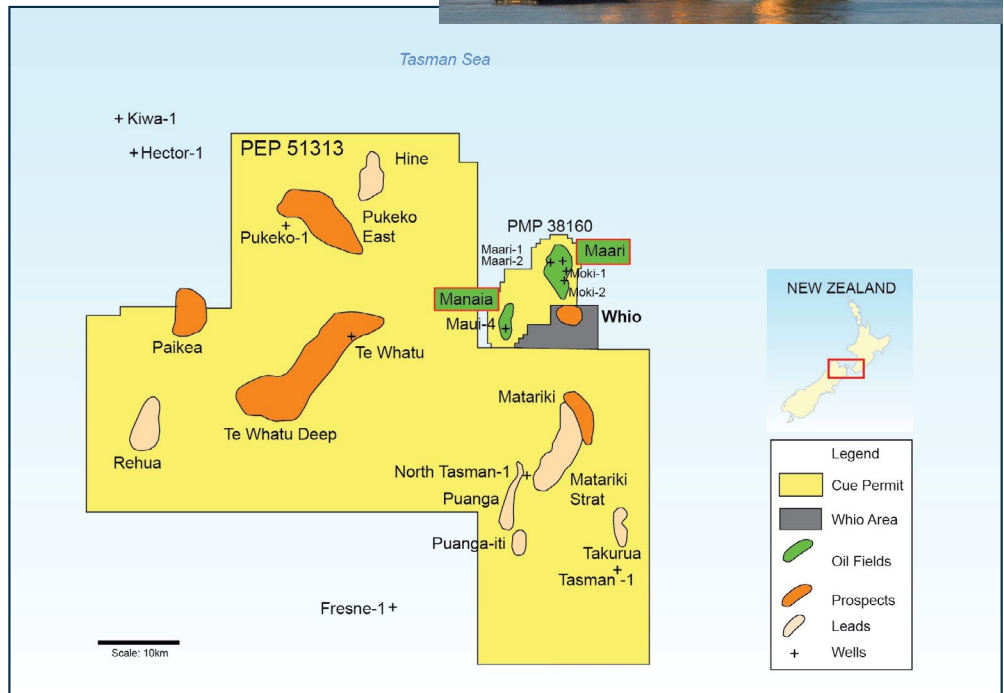 Tasman Sea
+ Kiwa-1
+ Hector-1
PEP 51313
Hine
Pukeko
East
Pukeko-1
PMP 38160
Maari-1
Maari-2
Maari
Moki-1
Moki-2
Manaia
Maui-4
Whio
Paikea
Te Whatu
Te Whatu Deep
Rehua
Matariki
North Tasman-1
Puanga
Matariki
Strat
Puanga-iti
Takurua
Tasman -1
Fresne-1+
Scale: 10km
NEW ZEALAND
Legend
Cue Permit
Whio Area
Oil Fields
Prospects
Leads
+ Wells